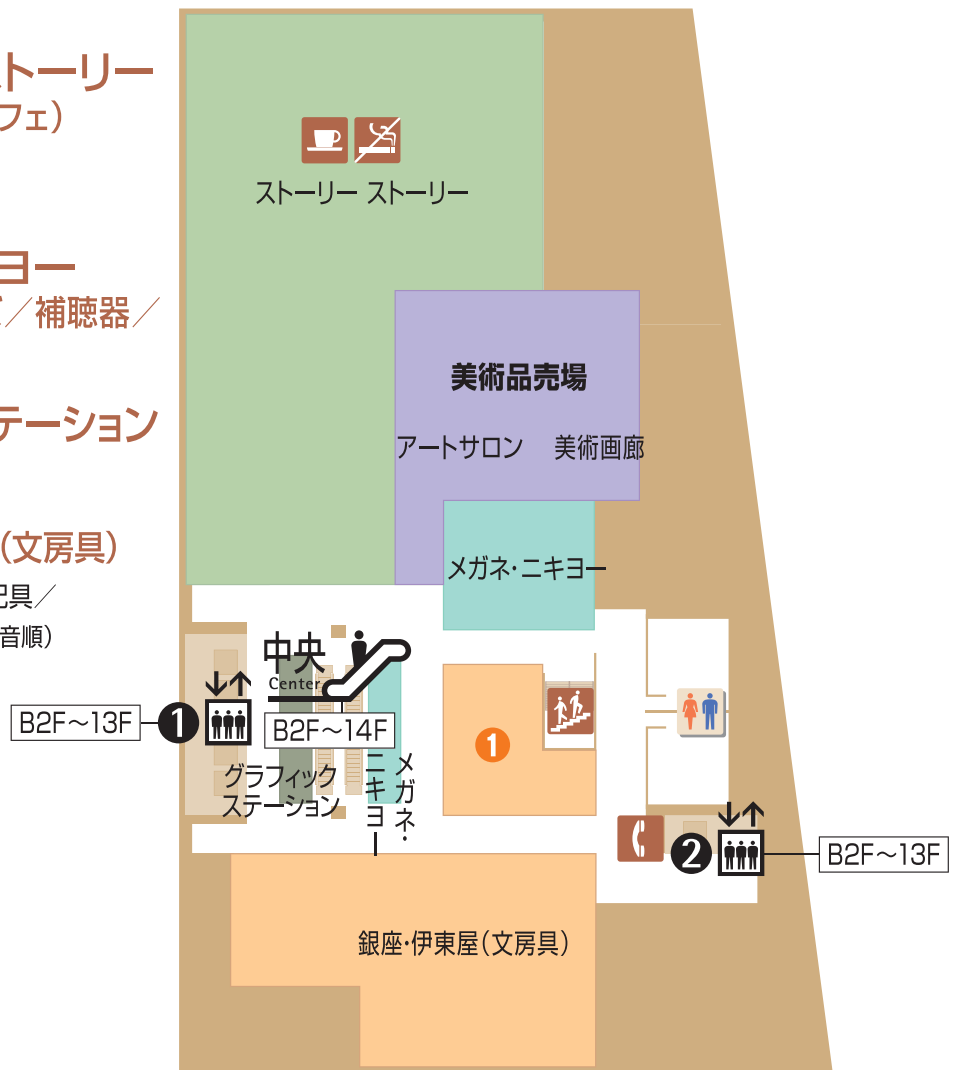 トーリー
フェ）
ストーリー ストーリー
ヨー
／補聴器／
美術品売場
テーション
アートサロン 美術画廊
（文房具）
メガネ・ニキヨー
記具／
音順）
中央
Center
B2F～13F
1
B2F～14F
1
グラフィック
ステーション
メガネ・
ニキヨー
2
B2F～13F
銀座・伊東屋（文房具）